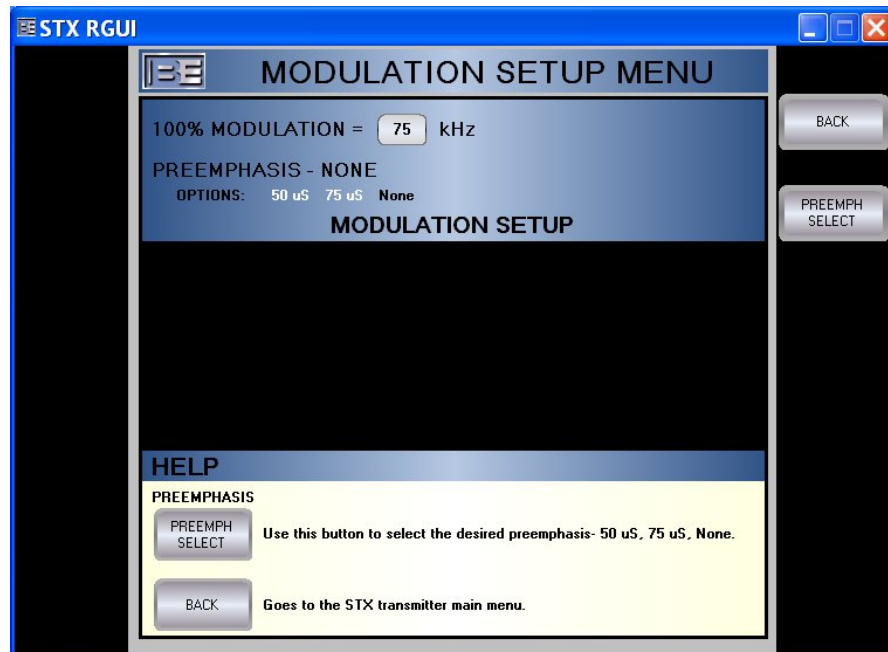 STX RGUI
BE MODULATION SETUP MENU
100% MODULATION = 75 kHz
PREEMPHASIS - NONE
OPTIONS: 50 uS 75 uS None
MODULATION SETUP
BACK
PREEMPH
SELECT
HELP
PREEMPHASIS
PREEMPH
SELECT
Use this button to select the desired preemphasis- 50 uS, 75 uS, None.
BACK
Goes to the STX transmitter main menu.